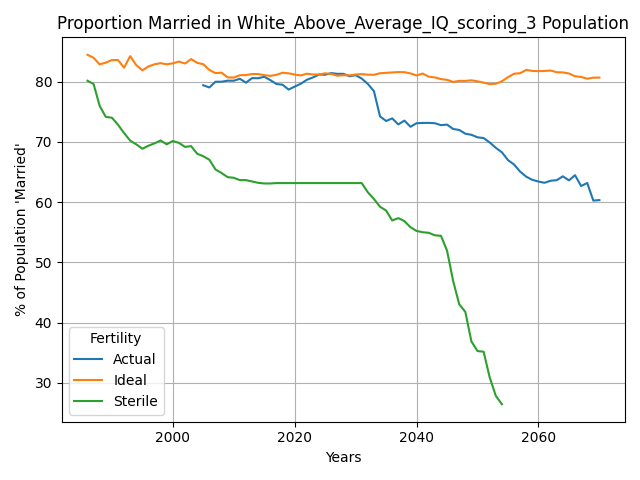 Proportion Married in White_Above_Average_IQ_scoring_3 Population
% of Population 'Married'
80
70
60
50
40
30
Fertility
Actual
Ideal
Sterile
2000
2020
2040
2060
Years